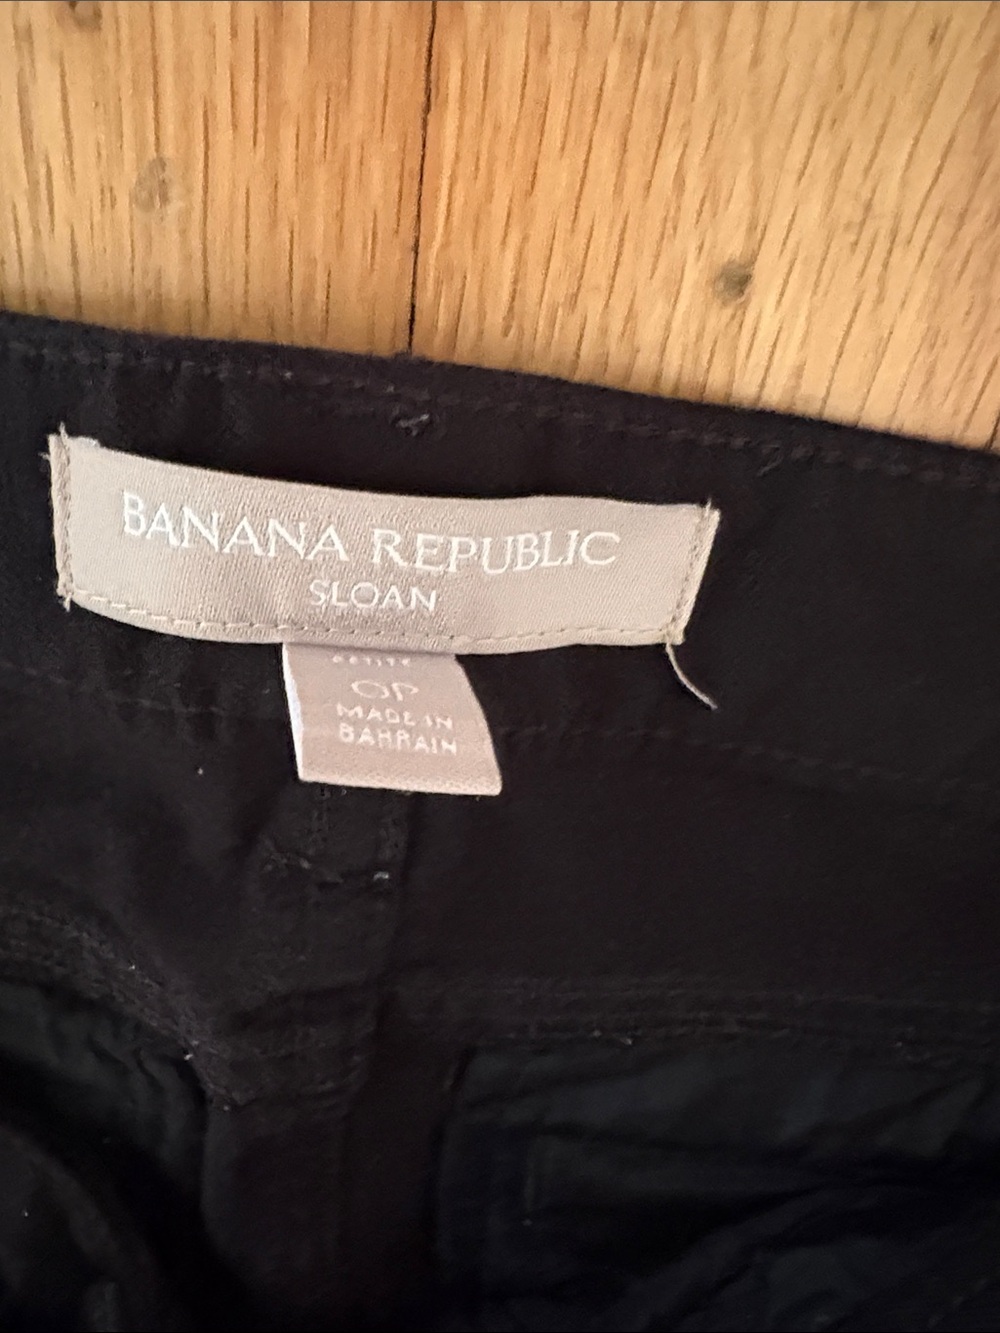 BANANA REPUBLIC
SLOAN
PETITE
0P
MADE IN
BAHRAIN